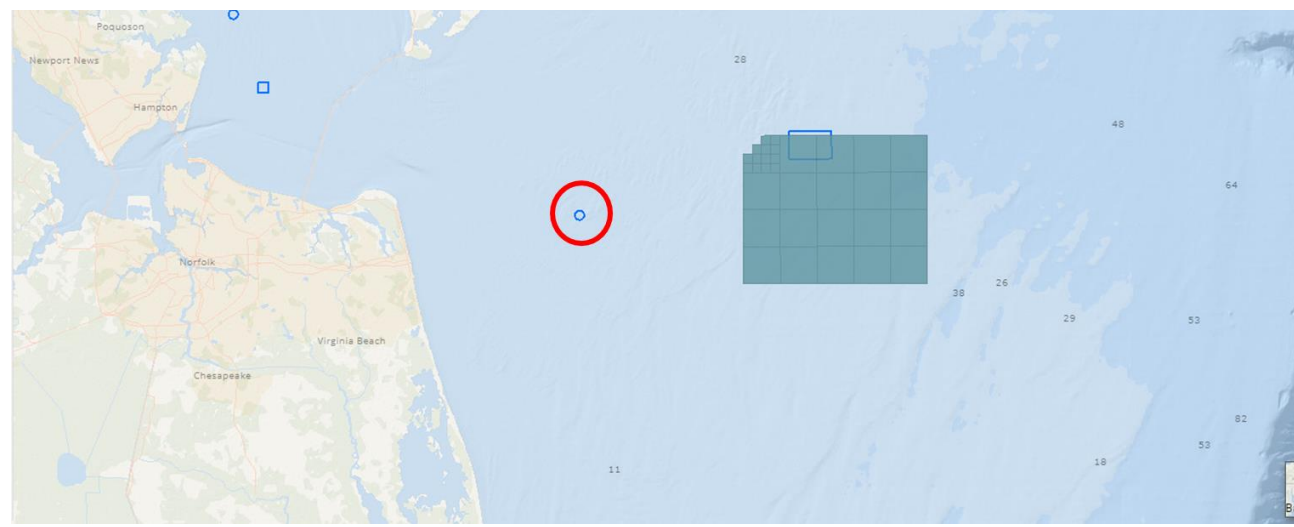 Poquoson
28
Newport News
Hampton
48
64
Norfolk
26
38
29
53
Virginia Beach
Chesapeake
82
53
18
11
B